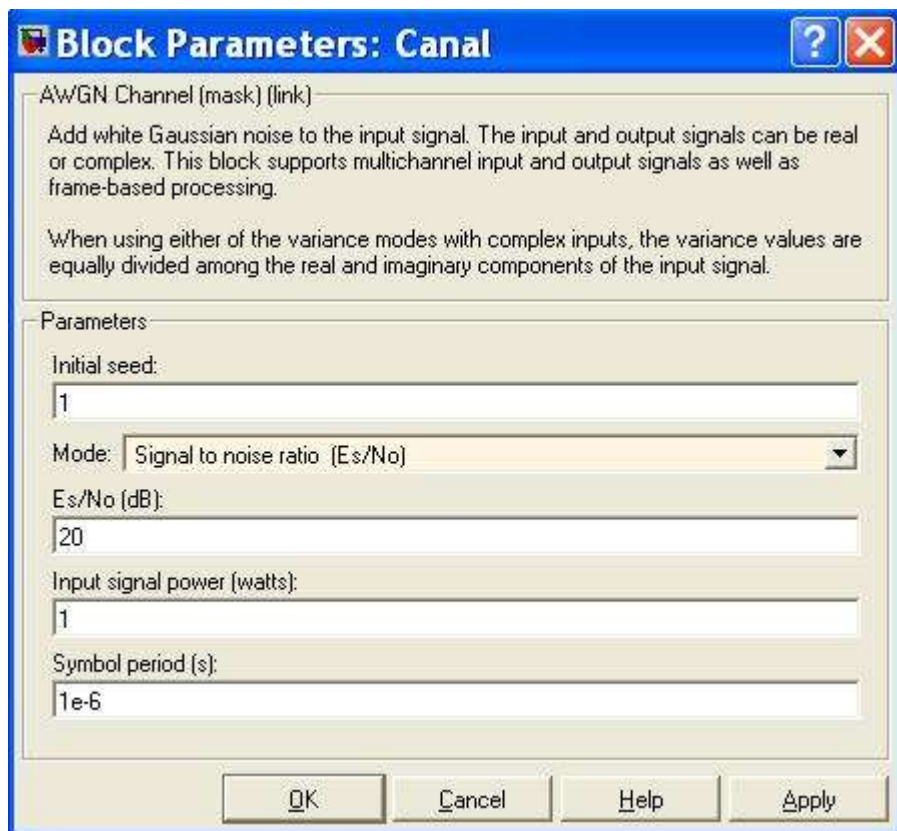 Block Parameters: Canal
AWGN Channel (mask) (link)
Add white Gaussian noise to the input signal. The input and output signals can be real
or complex. This block supports multichannel input and output signals as well as
frame-based processing.
When using either of the variance modes with complex inputs, the variance values are
equally divided among the real and imaginary components of the input signal.
Parameters
Initial seed:
1
Mode: Signal to noise ratio (Es/No)
Es/No (dB):
20
Input signal power (watts):
1
Symbol period (s):
1e-6
OK Cancel Help Apply